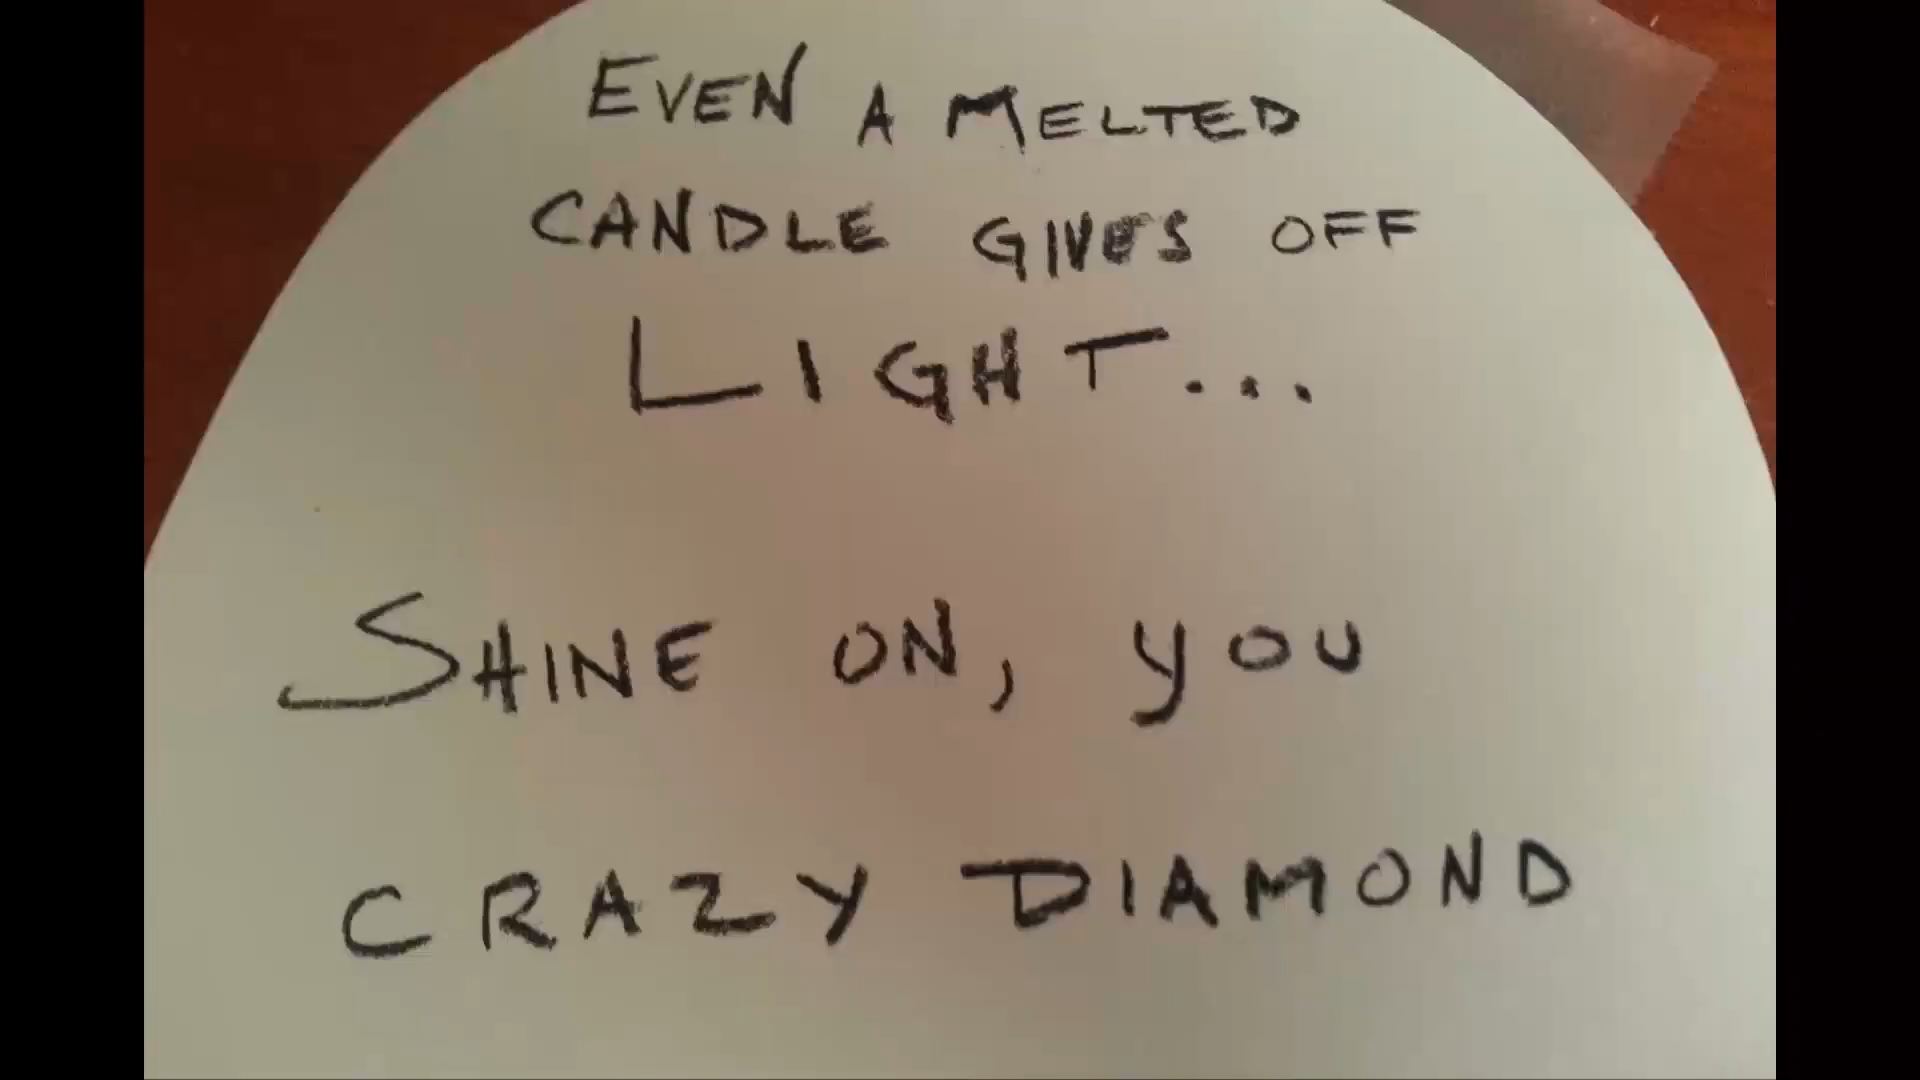 EVEN A MELTED
CANDLE GIVES OFF
LIGHT...
SHINE ON, YOU
CRAZY DIAMOND